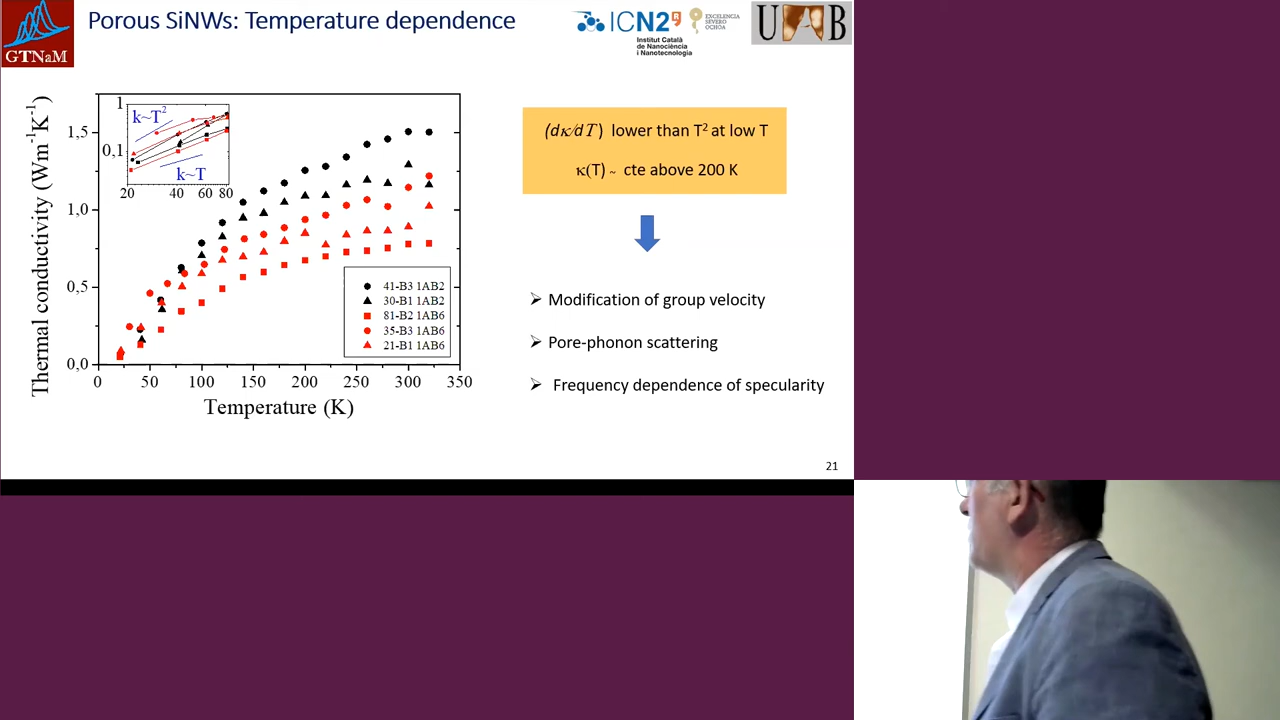 Porous SiNWs: Temperature dependence
GTNaM
ICN2R
Institut Català
de Nanociència
i Nanotecnologia
EXCELENCIA
SEVERO
OCHOA
UAB
Thermal conductivity (Wm⁻¹K⁻¹)
1,5
1,0
0,5
0,0
0 50 100 150 200 250 300 350
Temperature (K)
1
0,1
20 40 60 80
k~T²
k~T
41-B3 1AB2
30-B1 1AB2
81-B2 1AB6
35-B3 1AB6
21-B1 1AB6
(dκ/dT) lower than T² at low T
κ(T) ~ cte above 200 K
➢ Modification of group velocity
➢ Pore-phonon scattering
➢ Frequency dependence of specularity
21